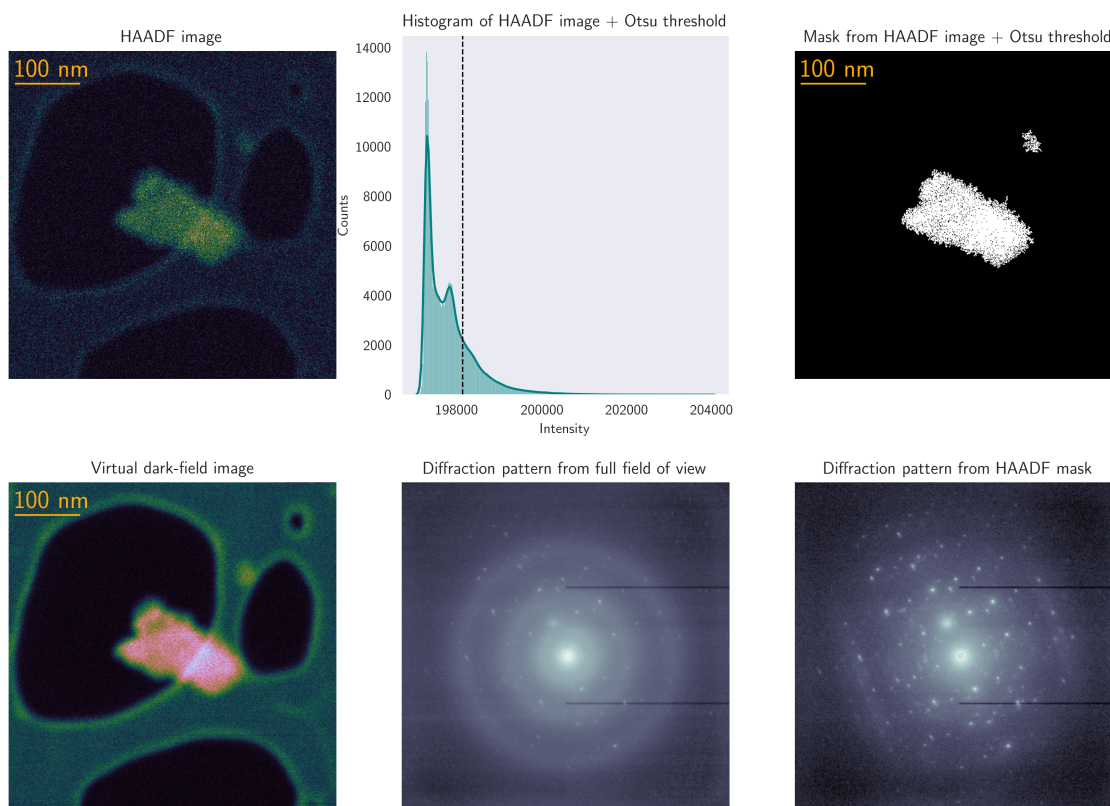 HAADF image
100 nm
Histogram of HAADF image + Otsu threshold
14000
12000
10000
8000
6000
4000
2000
0
Counts
198000 200000 202000 204000
Intensity
Mask from HAADF image + Otsu threshold
100 nm
Virtual dark-field image
100 nm
Diffraction pattern from full field of view
Diffraction pattern from HAADF mask